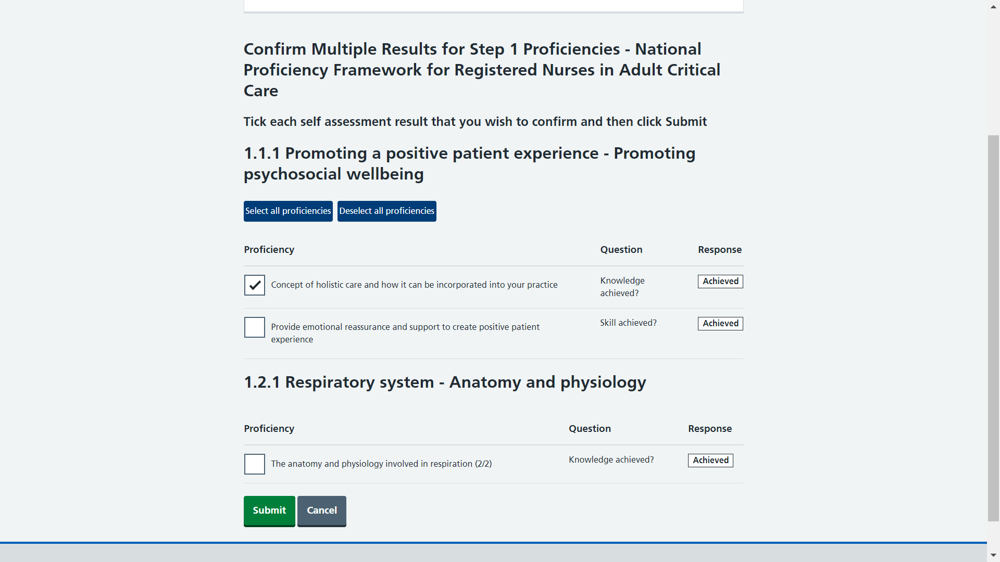 Confirm Multiple Results for Step 1 Proficiencies - National
Proficiency Framework for Registered Nurses in Adult Critical
Care
Tick each self assessment result that you wish to confirm and then click Submit
1.1.1 Promoting a positive patient experience - Promoting
psychosocial wellbeing
Select all proficiencies Deselect all proficiencies
Proficiency Question Response
Concept of holistic care and how it can be incorporated into your practice Knowledge Achieved
achieved?
Provide emotional reassurance and support to create positive patient Skill achieved? Achieved
experience
1.2.1 Respiratory system - Anatomy and physiology
Proficiency Question Response
The anatomy and physiology involved in respiration (2/2) Knowledge achieved? Achieved
Submit Cancel